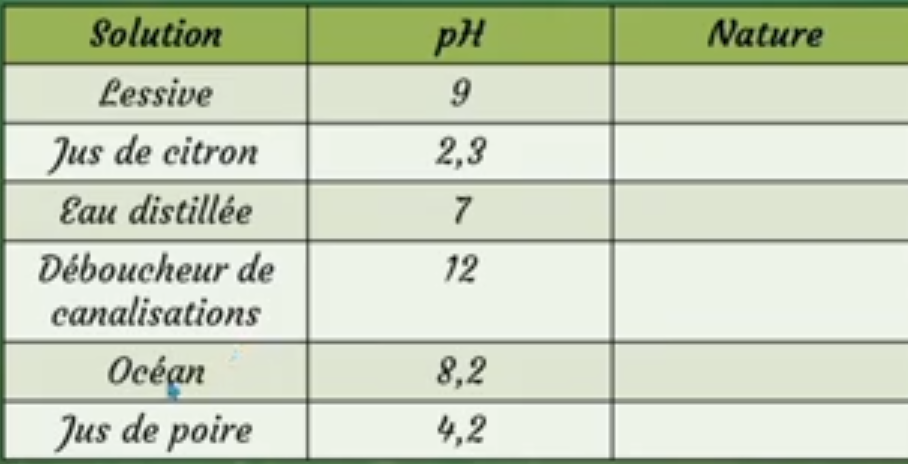 Solution pH Nature
Lessive 9
Jus de citron 2,3
Eau distillée 7
Déboucheur de 12
canalisations
Océan 8,2
Jus de poire 4,2